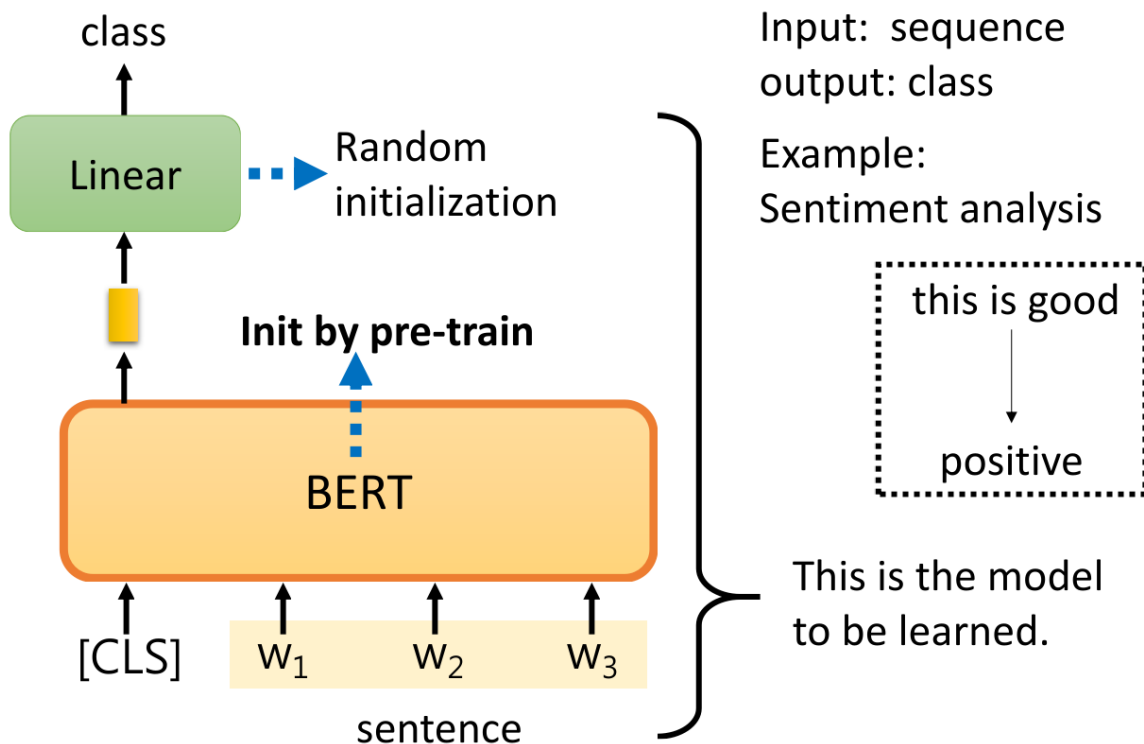 class
Linear
Random
initialization
Init by pre-train
BERT
[CLS]
w₁
w₂
w₃
sentence
Input: sequence
output: class
Example:
Sentiment analysis
this is good
positive
This is the model
to be learned.